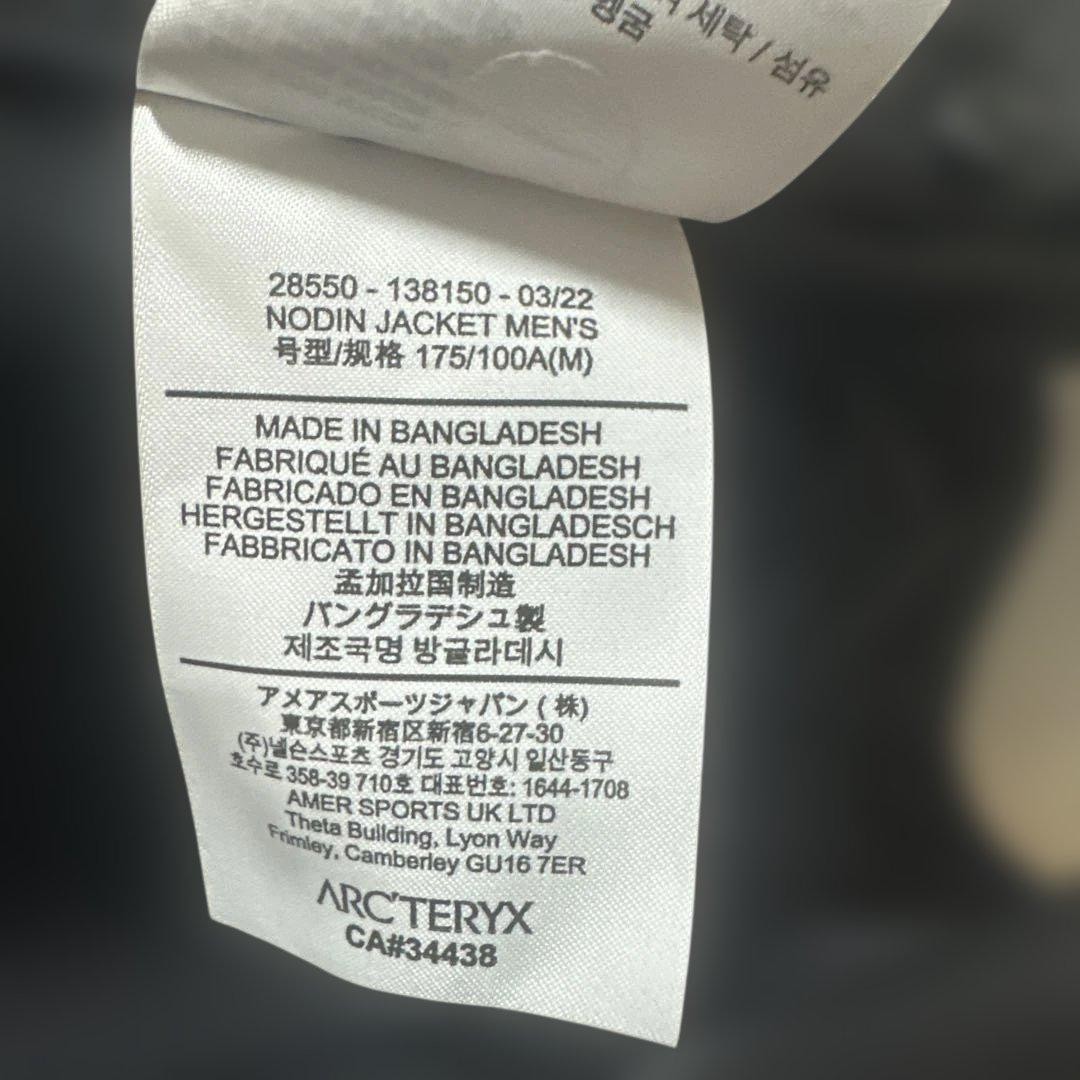 세탁 / 섬유
헹굼
28550 - 138150 - 03/22
NODIN JACKET MEN'S
号型/规格 175/100A(M)
MADE IN BANGLADESH
FABRIQUÉ AU BANGLADESH
FABRICADO EN BANGLADESH
HERGESTELLT IN BANGLADESCH
FABBRICATO IN BANGLADESH
孟加拉国制造
バングラデシュ製
제조국명 방글라데시
アメアスポーツジャパン ( 株)
東京都新宿区新宿6-27-30
(주)넬슨스포츠 경기도 고양시 일산동구
호수로 358-39 710호 대표번호: 1644-1708
AMER SPORTS UK LTD
Theta Building, Lyon Way
Frimley, Camberley GU16 7ER
ARC'TERYX
CA#34438